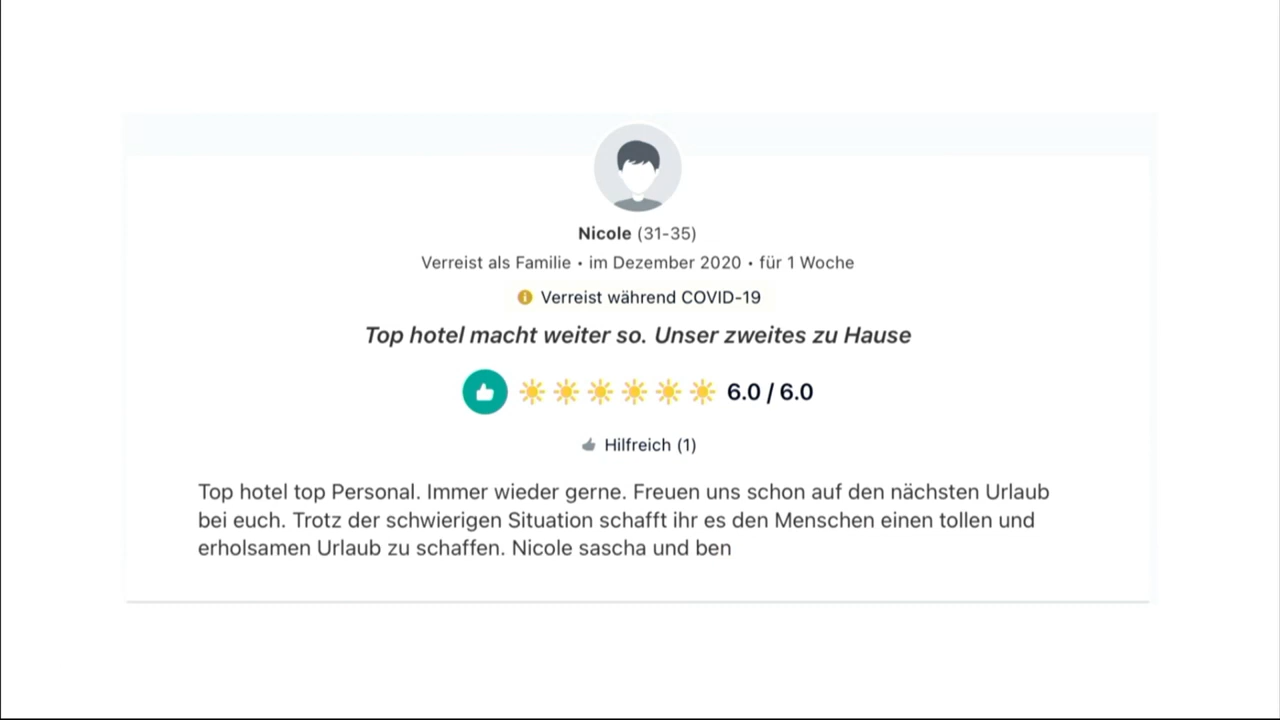 Nicole (31-35)
Verreist als Familie • im Dezember 2020 • für 1 Woche
Verreist während COVID-19
Top hotel macht weiter so. Unser zweites zu Hause
6.0 / 6.0
Hilfreich (1)
Top hotel top Personal. Immer wieder gerne. Freuen uns schon auf den nächsten Urlaub
bei euch. Trotz der schwierigen Situation schafft ihr es den Menschen einen tollen und
erholsamen Urlaub zu schaffen. Nicole sascha und ben